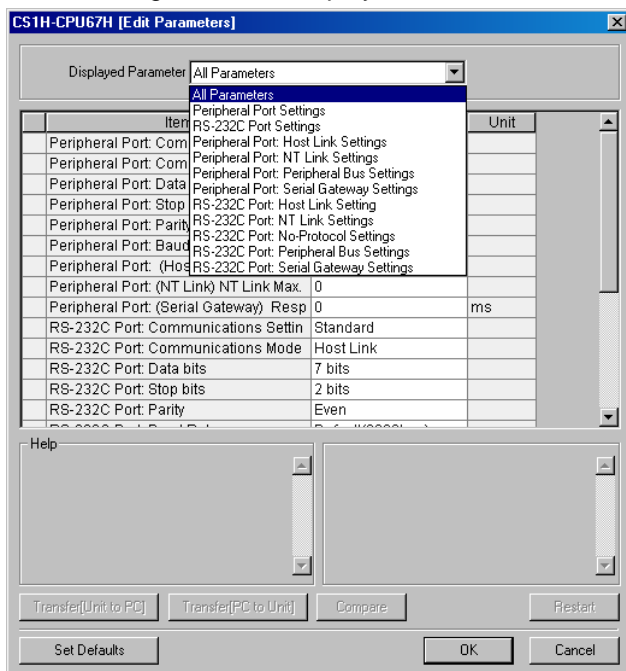 CS1H-CPU67H [Edit Parameters]
Displayed Parameter All Parameters
All Parameters
Peripheral Port Settings
RS-232C Port Settings
Peripheral Port: Host Link Settings
Peripheral Port: NT Link Settings
Peripheral Port: Peripheral Bus Settings
Peripheral Port: Serial Gateway Settings
RS-232C Port: Host Link Setting
RS-232C Port: NT Link Settings
RS-232C Port: No-Protocol Settings
RS-232C Port: Peripheral Bus Settings
RS-232C Port: Serial Gateway Settings
Unit
Peripheral Port: Com
Peripheral Port: Com
Peripheral Port: Data
Peripheral Port: Stop
Peripheral Port: Parity
Peripheral Port: Baud
Peripheral Port: (Hos
Peripheral Port: (NT Link) NT Link Max. 0
Peripheral Port: (Serial Gateway) Resp 0 ms
RS-232C Port: Communications Settin Standard
RS-232C Port: Communications Mode Host Link
RS-232C Port: Data bits 7 bits
RS-232C Port: Stop bits 2 bits
RS-232C Port: Parity Even
Help
Transfer[Unit to PC] Transfer[PC to Unit] Compare Restart
Set Defaults OK Cancel